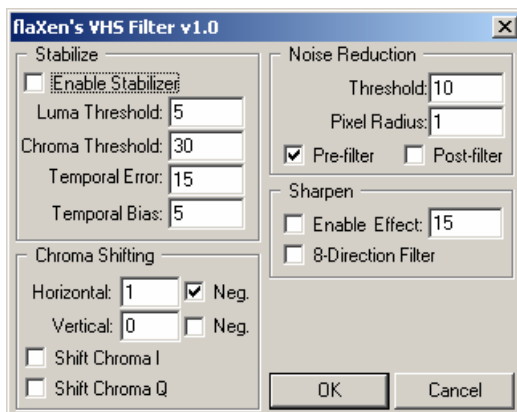 flaXen's VHS Filter v1.0
Stabilize
Enable Stabilizer
Luma Threshold: 5
Chroma Threshold: 30
Temporal Error: 15
Temporal Bias: 5
Chroma Shifting
Horizontal: 1 Neg.
Vertical: 0 Neg.
Shift Chroma I
Shift Chroma Q
Noise Reduction
Threshold: 10
Pixel Radius: 1
Pre-filter Post-filter
Sharpen
Enable Effect: 15
8-Direction Filter
OK Cancel